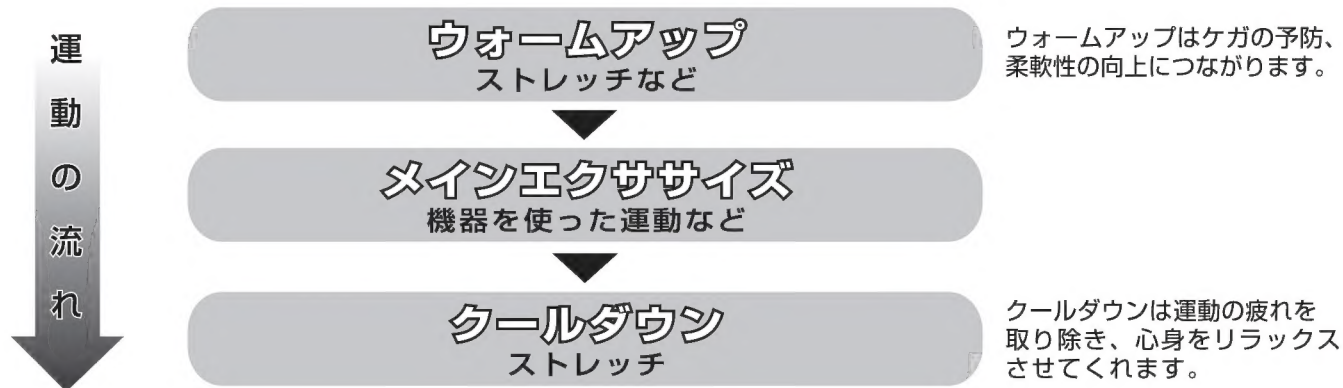 運動の流れ
ウォームアップ
ストレッチなど
ウォームアップはケガの予防、
柔軟性の向上につながります。
メインエクササイズ
機器を使った運動など
クールダウン
ストレッチ
クールダウンは運動の疲れを
取り除き、心身をリラックス
させてくれます。